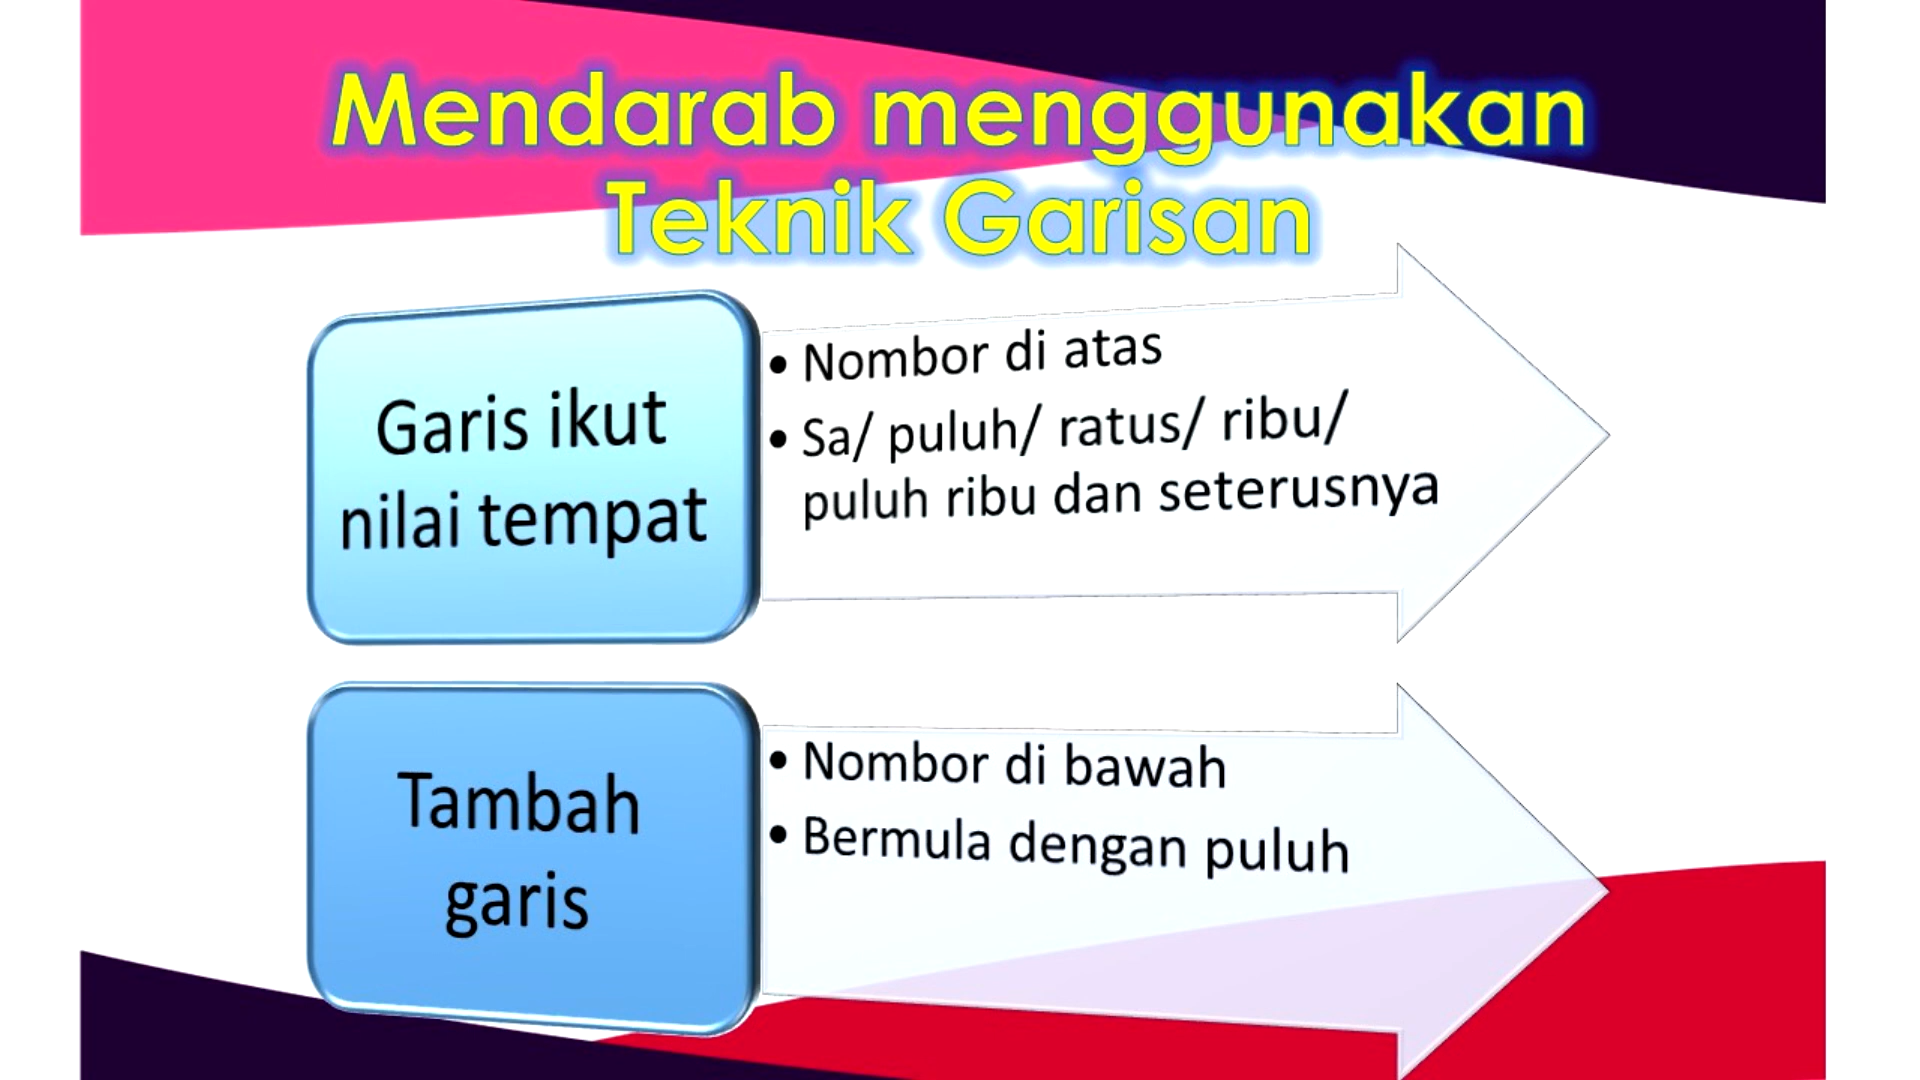 Mendarab menggunakan
Teknik Garisan
Garis ikut
nilai tempat
• Nombor di atas
• Sa/ puluh/ ratus/ ribu/
puluh ribu dan seterusnya
Tambah
garis
• Nombor di bawah
• Bermula dengan puluh